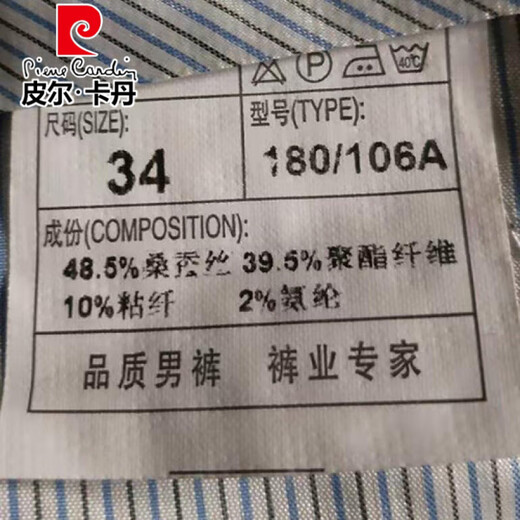 Pierre Cardin
皮尔·卡丹
P
40℃
尺码(SIZE):
型号(TYPE):
34
180/106A
成份(COMPOSITION):
48.5%桑蚕丝 39.5%聚酯纤维
10%粘纤 2%氨纶
品质男裤 裤业专家